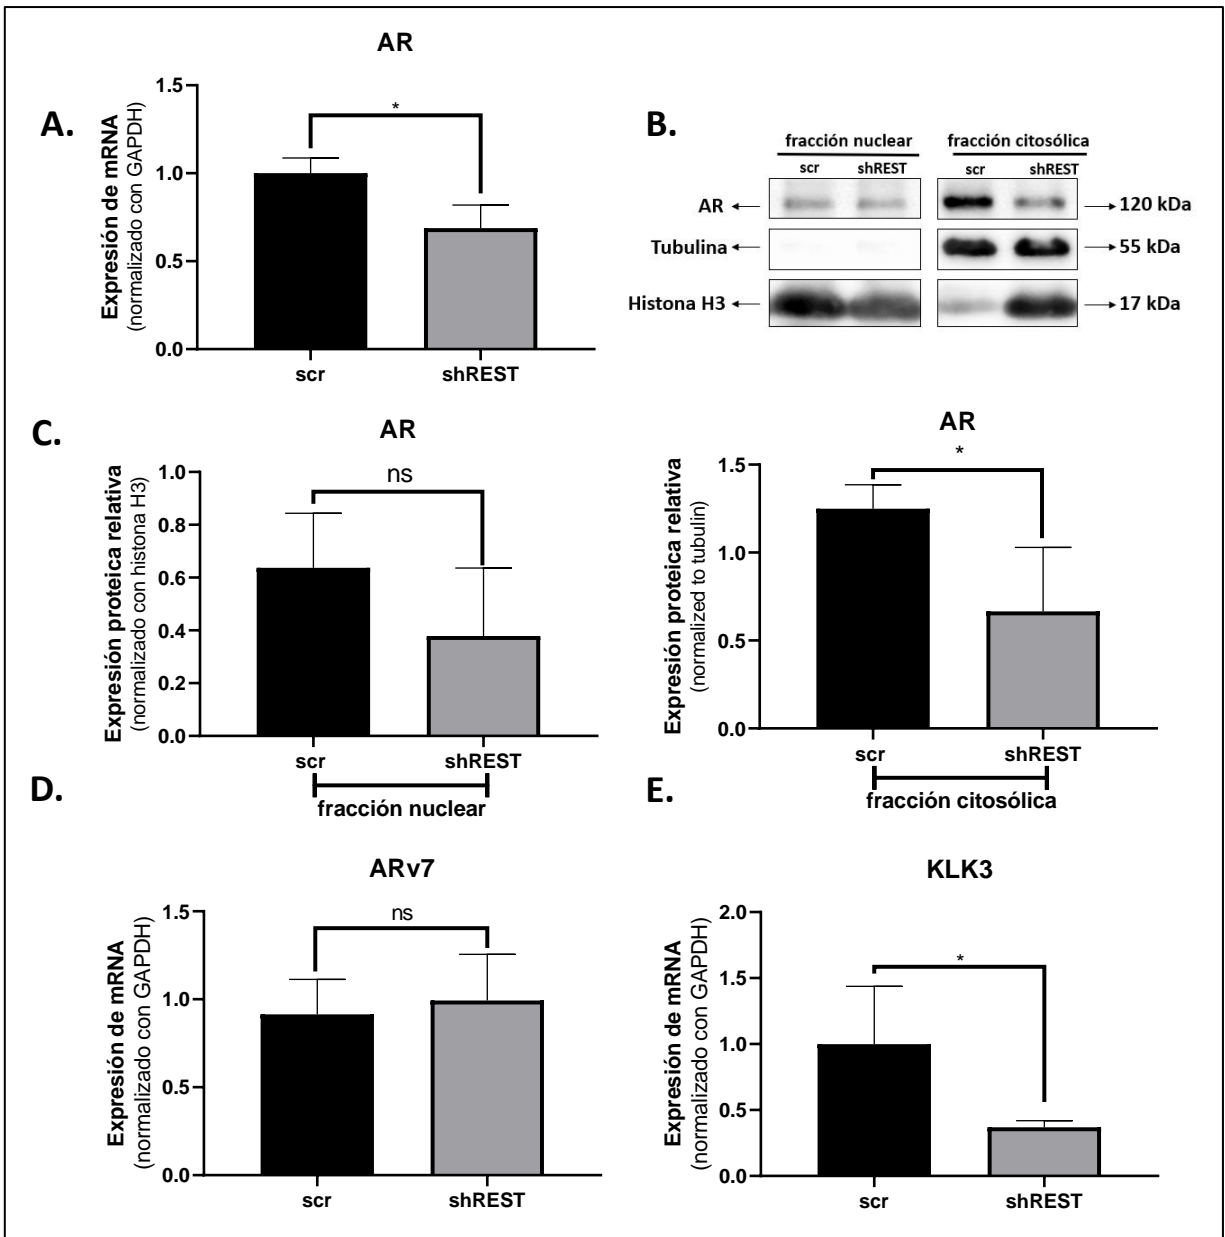 AR
A.
Expresión de mRNA
(normalizado con GAPDH)
1.5
1.0
0.5
0.0
*
scr
shREST
B.
fracción nuclear
fracción citosólica
scr
shREST
scr
shREST
AR
120 kDa
Tubulina
55 kDa
Histona H3
17 kDa
C.
AR
Expresión proteica relativa
(normalizado con histona H3)
1.0
0.8
0.6
0.4
0.2
0.0
ns
scr
shREST
fracción nuclear
AR
Expresión proteica relativa
(normalized to tubulin)
1.5
1.0
0.5
0.0
*
scr
shREST
fracción citosólica
D.
ARv7
Expresión de mRNA
(normalizado con GAPDH)
1.5
1.0
0.5
0.0
ns
scr
shREST
E.
KLK3
Expresión de mRNA
(normalizado con GAPDH)
2.0
1.5
1.0
0.5
0.0
*
scr
shREST